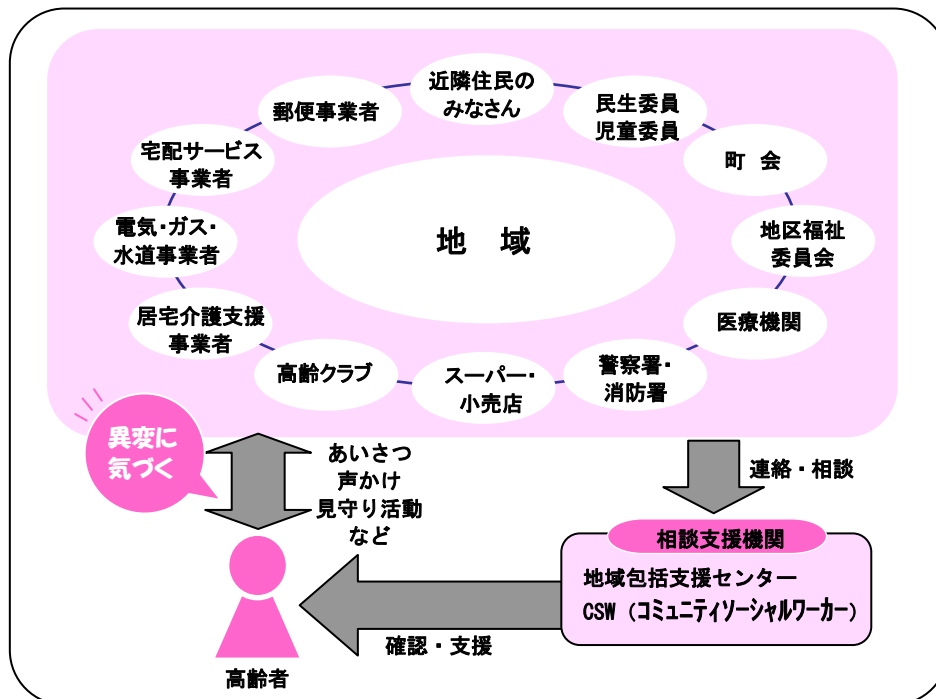 近隣住民の
みなさん
民生委員
児童委員
町 会
地区福祉
委員会
医療機関
警察署・
消防署
スーパー・
小売店
高齢クラブ
居宅介護支援
事業者
電気・ガス・
水道事業者
宅配サービス
事業者
郵便事業者
地 域
異変に
気づく
あいさつ
声かけ
見守り活動
など
連絡・相談
相談支援機関
地域包括支援センター
CSW（コミュニティソーシャルワーカー）
確認・支援
高齢者